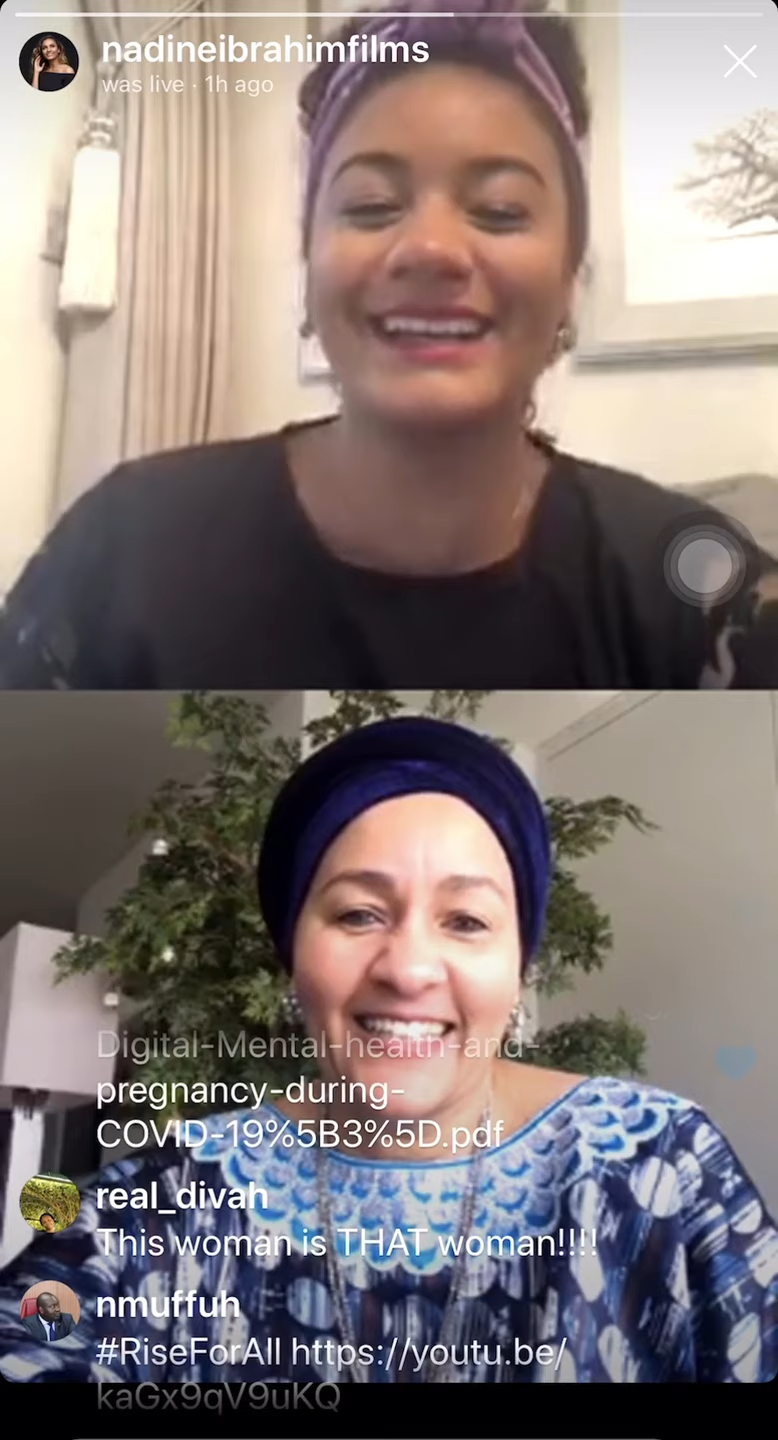 nadineibrahimfilms
was live · 1h ago
Digital-Mental-health-and-
pregnancy-during-
COVID-19%5B3%5D.pdf
real_divah
This woman is THAT woman!!!!
nmuffuh
#RiseForAll https://youtu.be/
kaGx9qV9uKQ